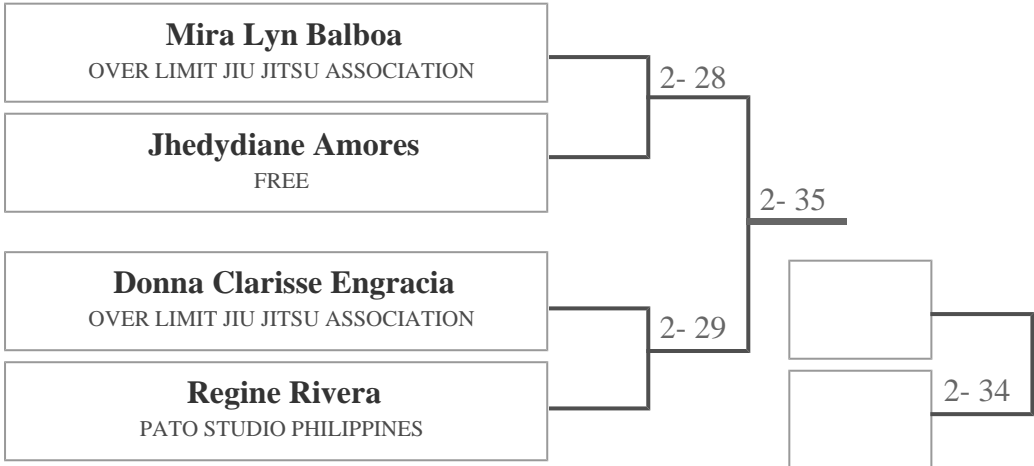 Mira Lyn Balboa
OVER LIMIT JIU JITSU ASSOCIATION
2- 28
Jhedydiane Amores
FREE
2- 35
Donna Clarisse Engracia
OVER LIMIT JIU JITSU ASSOCIATION
2- 29
Regine Rivera
PATO STUDIO PHILIPPINES
2- 34